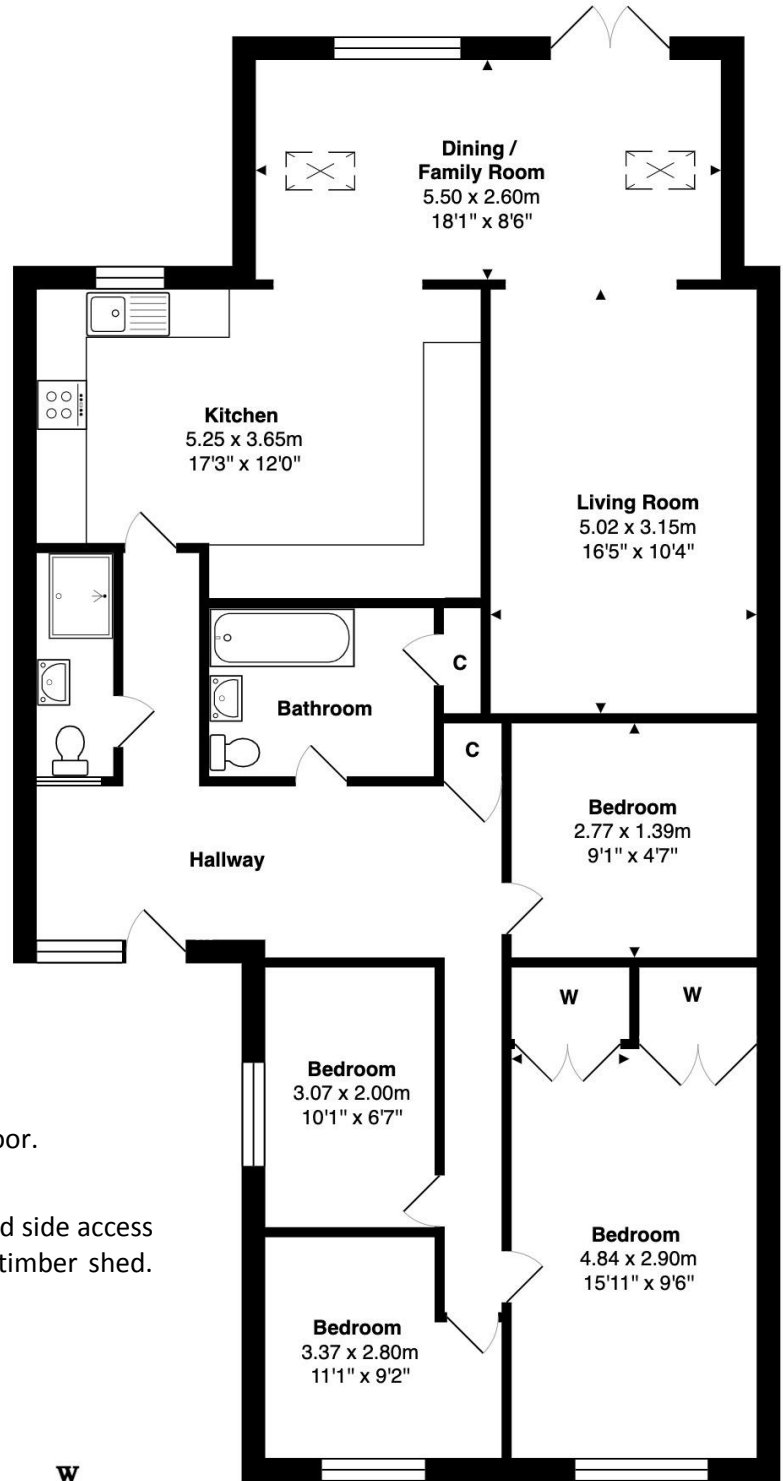 Dining /
Family Room
5.50 x 2.60m
18'1" x 8'6"
Kitchen
5.25 x 3.65m
17'3" x 12'0"
Living Room
5.02 x 3.15m
16'5" x 10'4"
C
Bathroom
C
Bedroom
2.77 x 1.39m
9'1" x 4'7"
Hallway
W
W
Bedroom
3.07 x 2.00m
10'1" x 6'7"
oor.
d side access
timber shed.
Bedroom
4.84 x 2.90m
15'11" x 9'6"
Bedroom
3.37 x 2.80m
11'1" x 9'2"
W